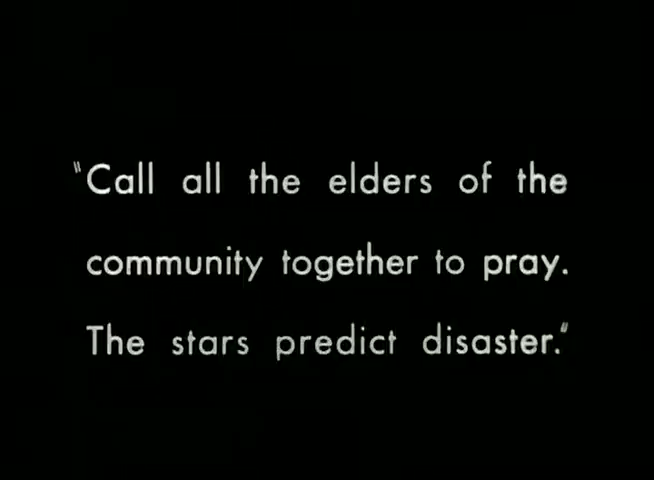 "Call all the elders of the
community together to pray.
The stars predict disaster."